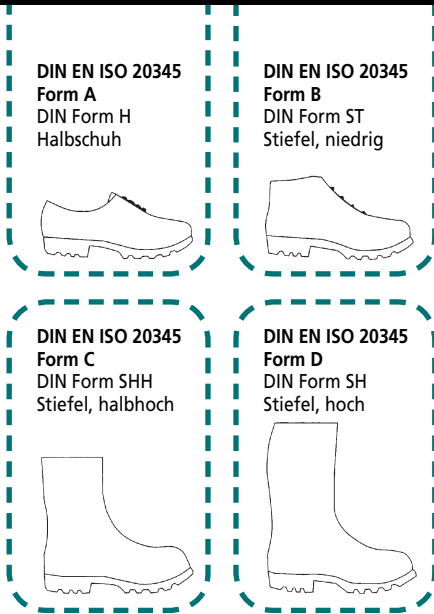 DIN EN ISO 20345
Form A
DIN Form H
Halbschuh
DIN EN ISO 20345
Form B
DIN Form ST
Stiefel, niedrig
DIN EN ISO 20345
Form C
DIN Form SHH
Stiefel, halbhoch
DIN EN ISO 20345
Form D
DIN Form SH
Stiefel, hoch